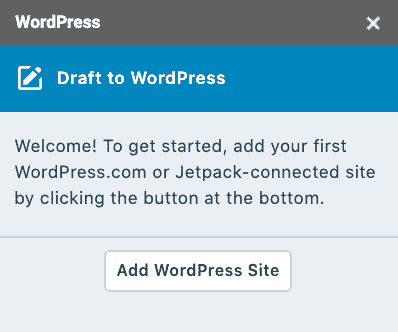 WordPress
Draft to WordPress
Welcome! To get started, add your first
WordPress.com or Jetpack-connected site
by clicking the button at the bottom.
Add WordPress Site